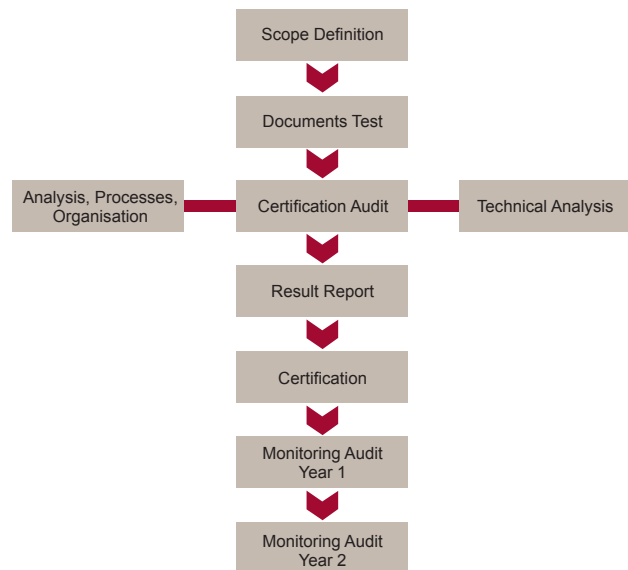 Scope Definition
Documents Test
Analysis, Processes,
Organisation
Certification Audit
Technical Analysis
Result Report
Certification
Monitoring Audit
Year 1
Monitoring Audit
Year 2